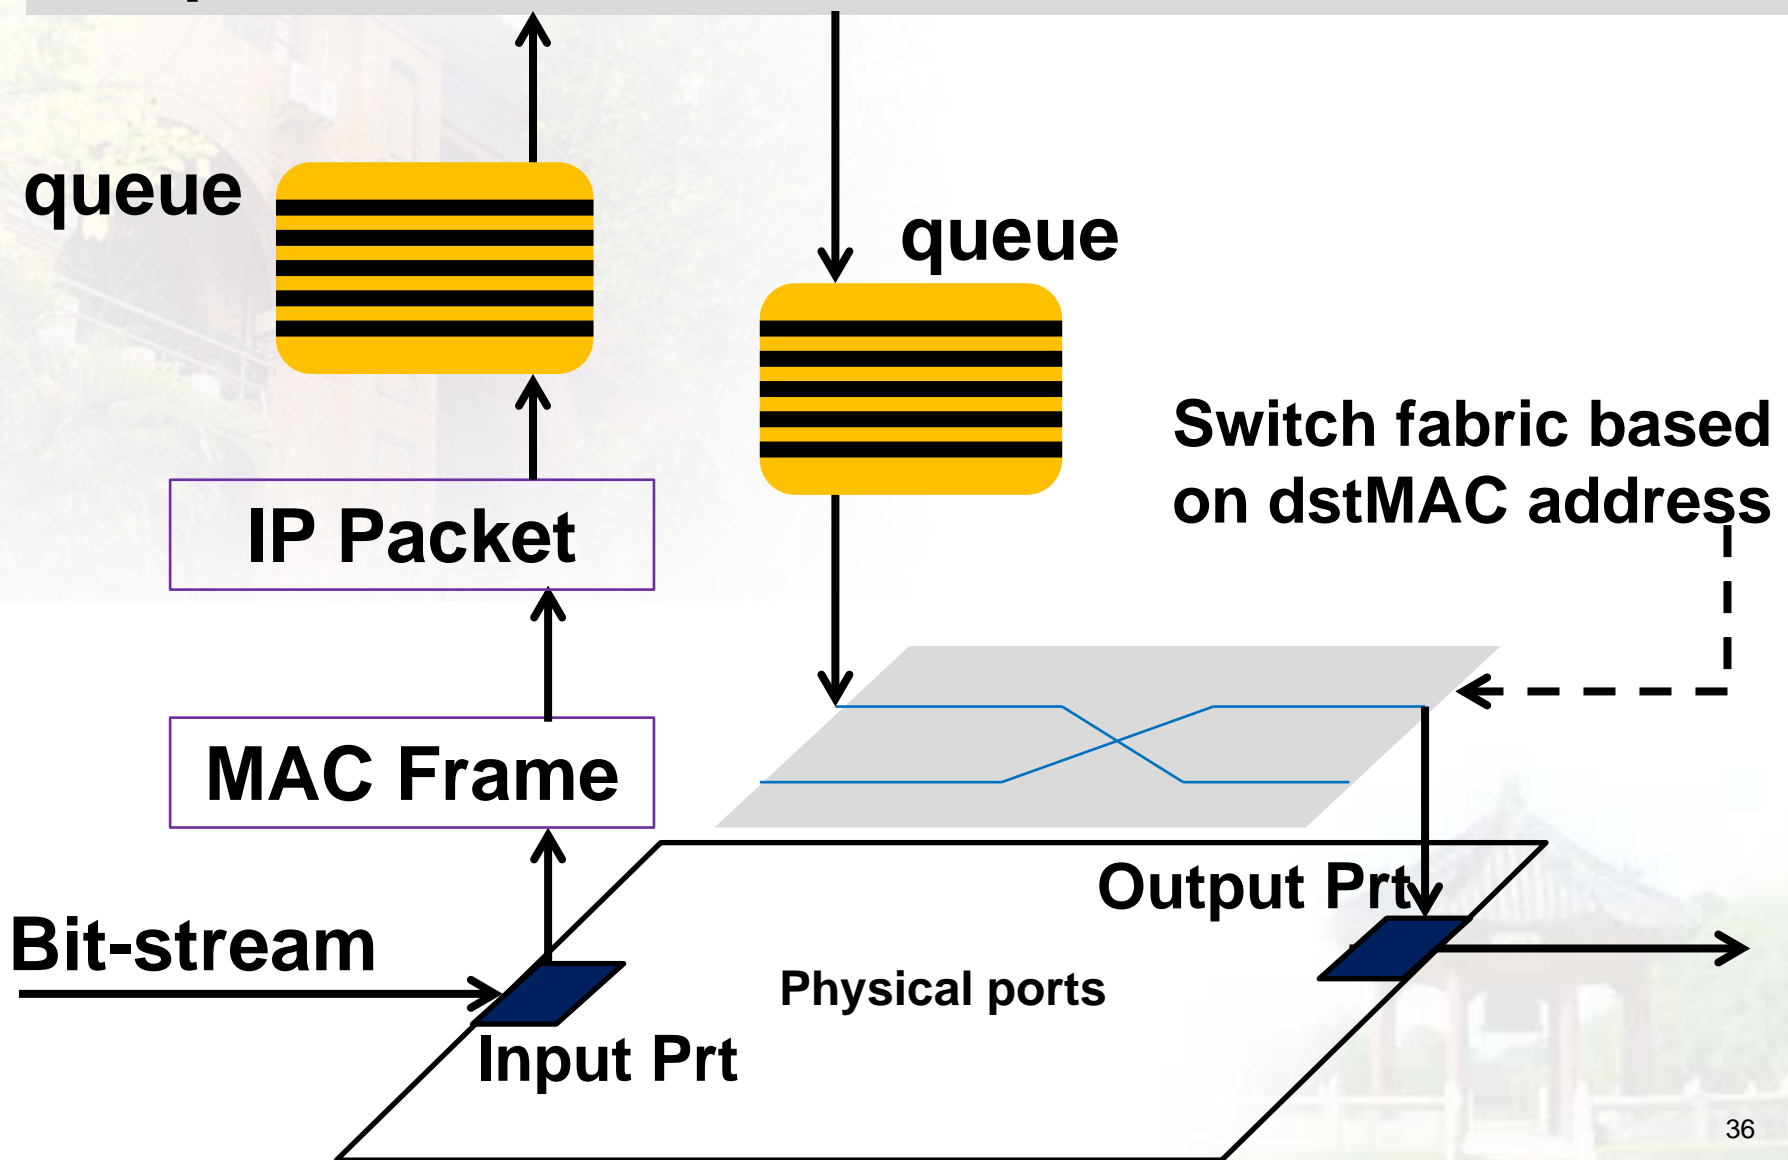 queue
queue
Switch fabric based
on dstMAC address
IP Packet
MAC Frame
Output Prt
Bit-stream
Physical ports
Input Prt
36